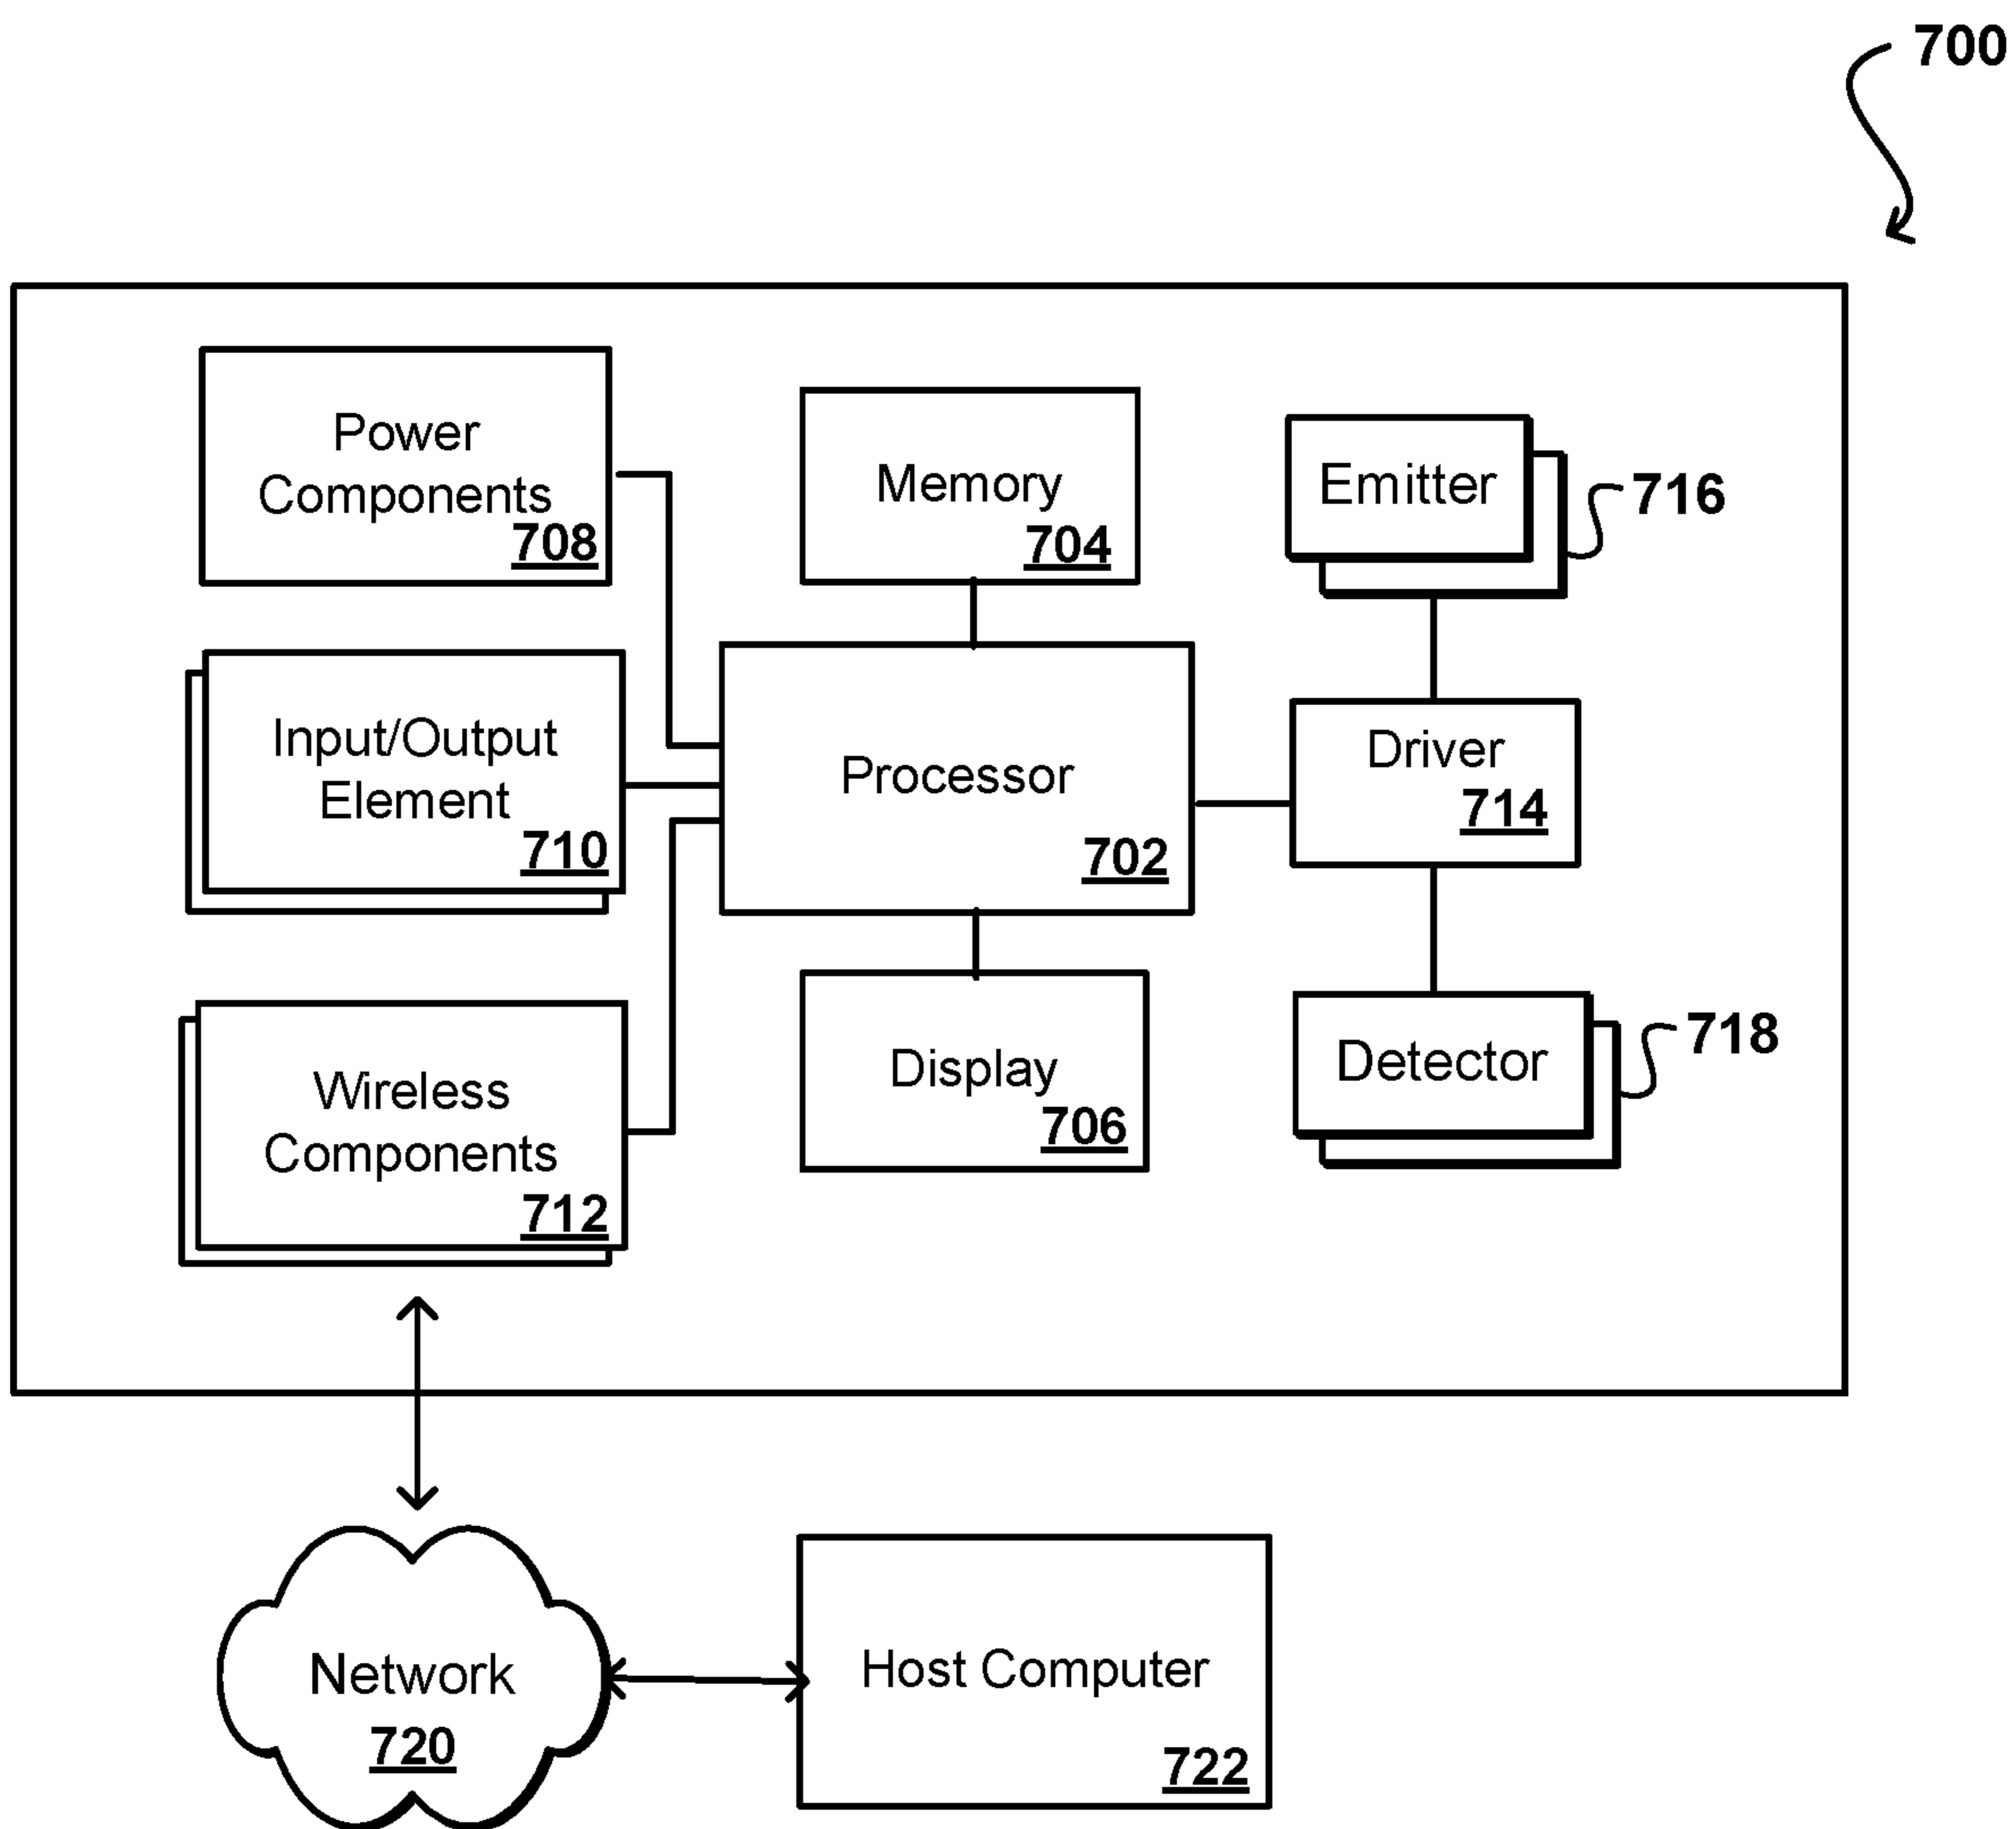 700
Power
Components
708
Memory
704
Emitter
716
Input/Output
Element
710
Processor
702
Driver
714
Wireless
Components
712
Display
706
Detector
718
Network
720
Host Computer
722